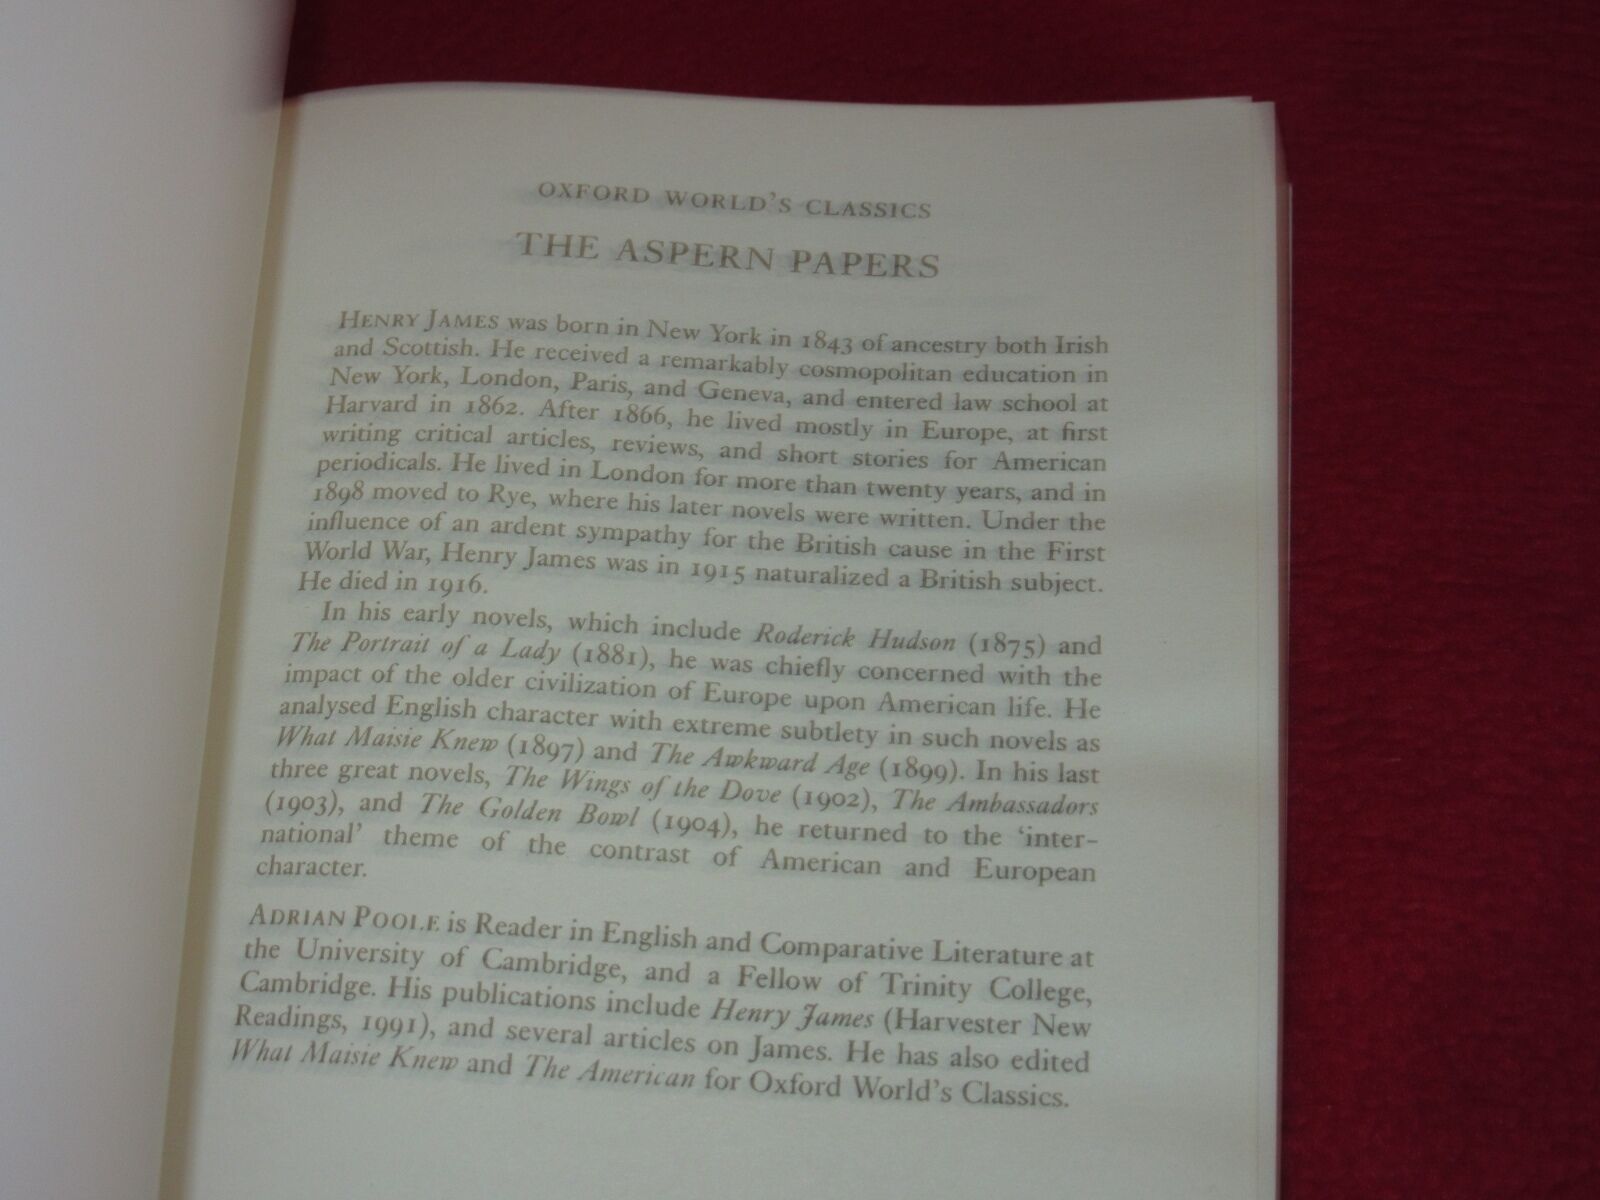 OXFORD WORLD'S CLASSICS
THE ASPERN PAPERS
HENRY JAMES was born in New York in 1843 of ancestry both Irish
and Scottish. He received a remarkably cosmopolitan education in
New York, London, Paris, and Geneva, and entered law school at
Harvard in 1862. After 1866, he lived mostly in Europe, at first
writing critical articles, reviews, and short stories for American
periodicals. He lived in London for more than twenty years, and in
1898 moved to Rye, where his later novels were written. Under the
influence of an ardent sympathy for the British cause in the First
World War, Henry James was in 1915 naturalized a British subject.
He died in 1916.
In his early novels, which include Roderick Hudson (1875) and
The Portrait of a Lady (1881), he was chiefly concerned with the
impact of the older civilization of Europe upon American life. He
analysed English character with extreme subtlety in such novels as
What Maisie Knew (1897) and The Awkward Age (1899). In his last
three great novels, The Wings of the Dove (1902), The Ambassadors
(1903), and The Golden Bowl (1904), he returned to the 'inter-
national' theme of the contrast of American and European
character.
ADRIAN POOLE is Reader in English and Comparative Literature at
the University of Cambridge, and a Fellow of Trinity College,
Cambridge. His publications include Henry James (Harvester New
Readings, 1991), and several articles on James. He has also edited
What Maisie Knew and The American for Oxford World's Classics.